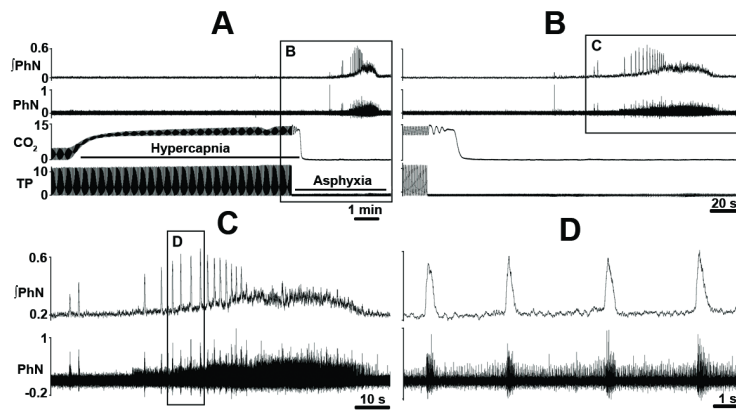 A
B
0.6
∫PhN
0
B
C
1
PhN
0
15
CO2
0
Hypercapnia
10
TP
0
Asphyxia
1 min
20 s
C
D
0.6
∫PhN
0.2
D
1
PhN
-0.2
10 s
1 s